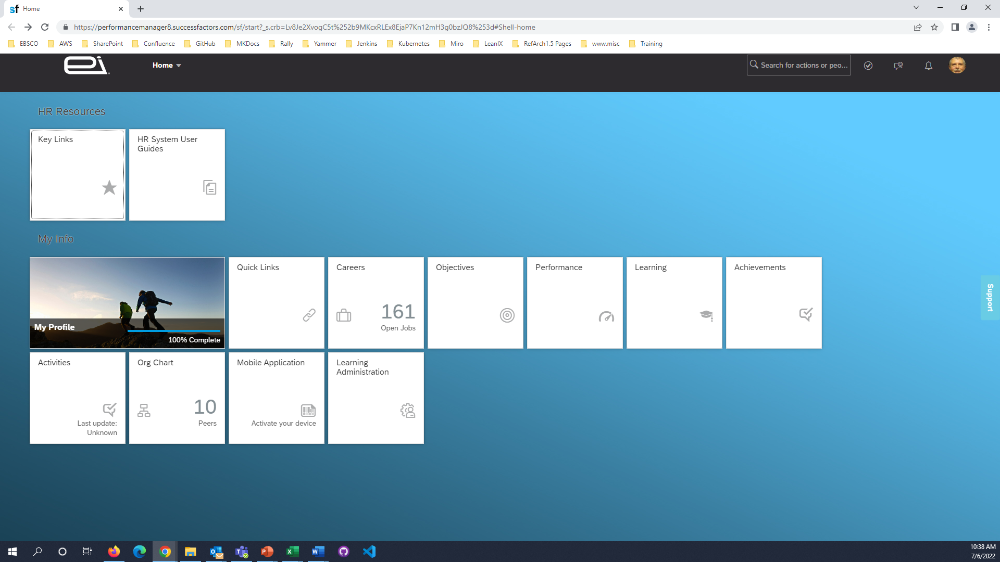 sf Home
https://performancemanager8.successfactors.com/sf/start?_s.crb=Lv8Je2XvogC5t%252b9MKcxRLEx8EjaP7Kn12mH3g0bzJQ8%253d#Shell-home
EBSCO AWS SharePoint Confluence GitHub MKDocs Rally Yammer Jenkins Kubernetes Miro LeanIX RefArch1.5 Pages www.misc Training
ei Home Search for actions or peo...
HR Resources
Key Links
HR System User
Guides
My Info
My Profile
100% Complete
Quick Links
Careers
161
Open Jobs
Objectives
Performance
Learning
Achievements
Support
Activities
Last update:
Unknown
Org Chart
10
Peers
Mobile Application
Activate your device
Learning
Administration
10:38 AM
7/6/2022